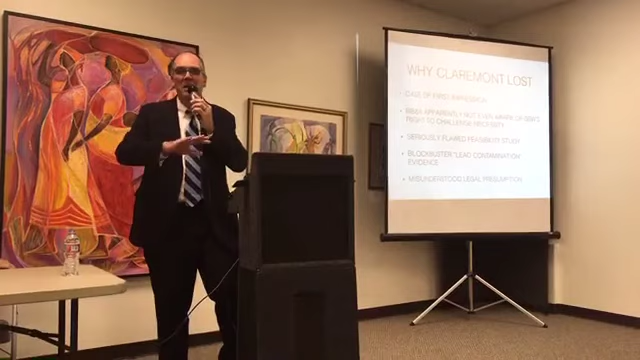 WHY CLAREMONT LOST
• CASE OF FIRST IMPRESSION
RIGHT TO CHALLENGE NECESSITY
• SERIOUSLY FLAWED FEASIBILITY STUDY
• BLOCKBUSTER "LEAD CONTAMINATION"
EVIDENCE
• MISUNDERSTOOD LEGAL PRESUMPTION